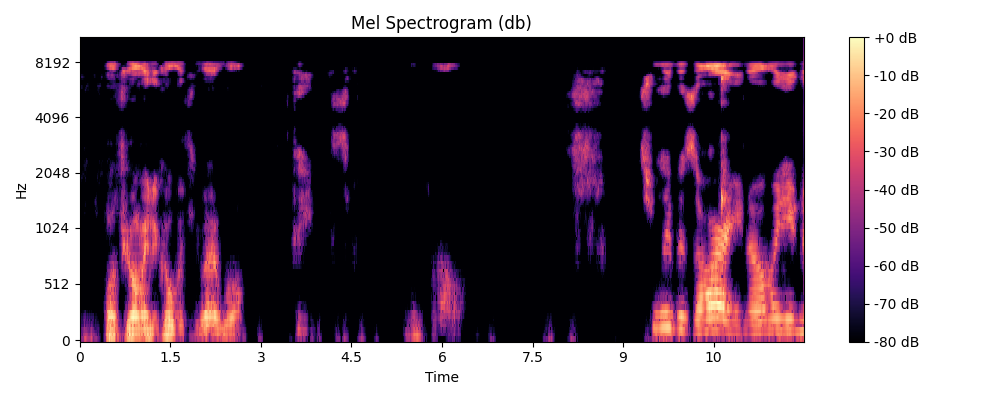 Mel Spectrogram (db)
8192
4096
2048
1024
512
0
Hz
0 1.5 3 4.5 6 7.5 9 10
Time
+0 dB
-10 dB
-20 dB
-30 dB
-40 dB
-50 dB
-60 dB
-70 dB
-80 dB